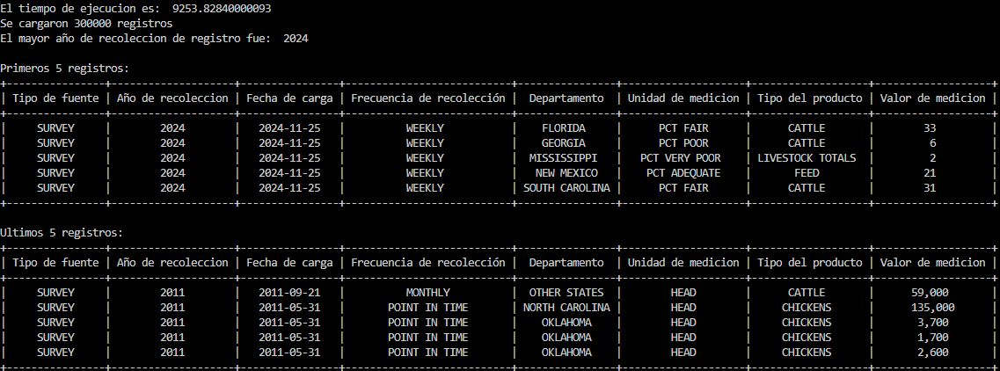 El tiempo de ejecucion es:  9253.82840000093
Se cargaron 300000 registros
El mayor año de recoleccion de registro fue:  2024
Primeros 5 registros:
| Tipo de fuente | Año de recoleccion | Fecha de carga | Frecuencia de recolección | Departamento | Unidad de medicion | Tipo del producto | Valor de medicion |
| SURVEY | 2024 | 2024-11-25 | WEEKLY | FLORIDA | PCT FAIR | CATTLE | 33 |
| SURVEY | 2024 | 2024-11-25 | WEEKLY | GEORGIA | PCT POOR | CATTLE | 6 |
| SURVEY | 2024 | 2024-11-25 | WEEKLY | MISSISSIPPI | PCT VERY POOR | LIVESTOCK TOTALS | 2 |
| SURVEY | 2024 | 2024-11-25 | WEEKLY | NEW MEXICO | PCT ADEQUATE | FEED | 21 |
| SURVEY | 2024 | 2024-11-25 | WEEKLY | SOUTH CAROLINA | PCT FAIR | CATTLE | 31 |
Ultimos 5 registros:
| Tipo de fuente | Año de recoleccion | Fecha de carga | Frecuencia de recolección | Departamento | Unidad de medicion | Tipo del producto | Valor de medicion |
| SURVEY | 2011 | 2011-09-21 | MONTHLY | OTHER STATES | HEAD | CATTLE | 59,000 |
| SURVEY | 2011 | 2011-05-31 | POINT IN TIME | NORTH CAROLINA | HEAD | CHICKENS | 135,000 |
| SURVEY | 2011 | 2011-05-31 | POINT IN TIME | OKLAHOMA | HEAD | CHICKENS | 3,700 |
| SURVEY | 2011 | 2011-05-31 | POINT IN TIME | OKLAHOMA | HEAD | CHICKENS | 1,700 |
| SURVEY | 2011 | 2011-05-31 | POINT IN TIME | OKLAHOMA | HEAD | CHICKENS | 2,600 |